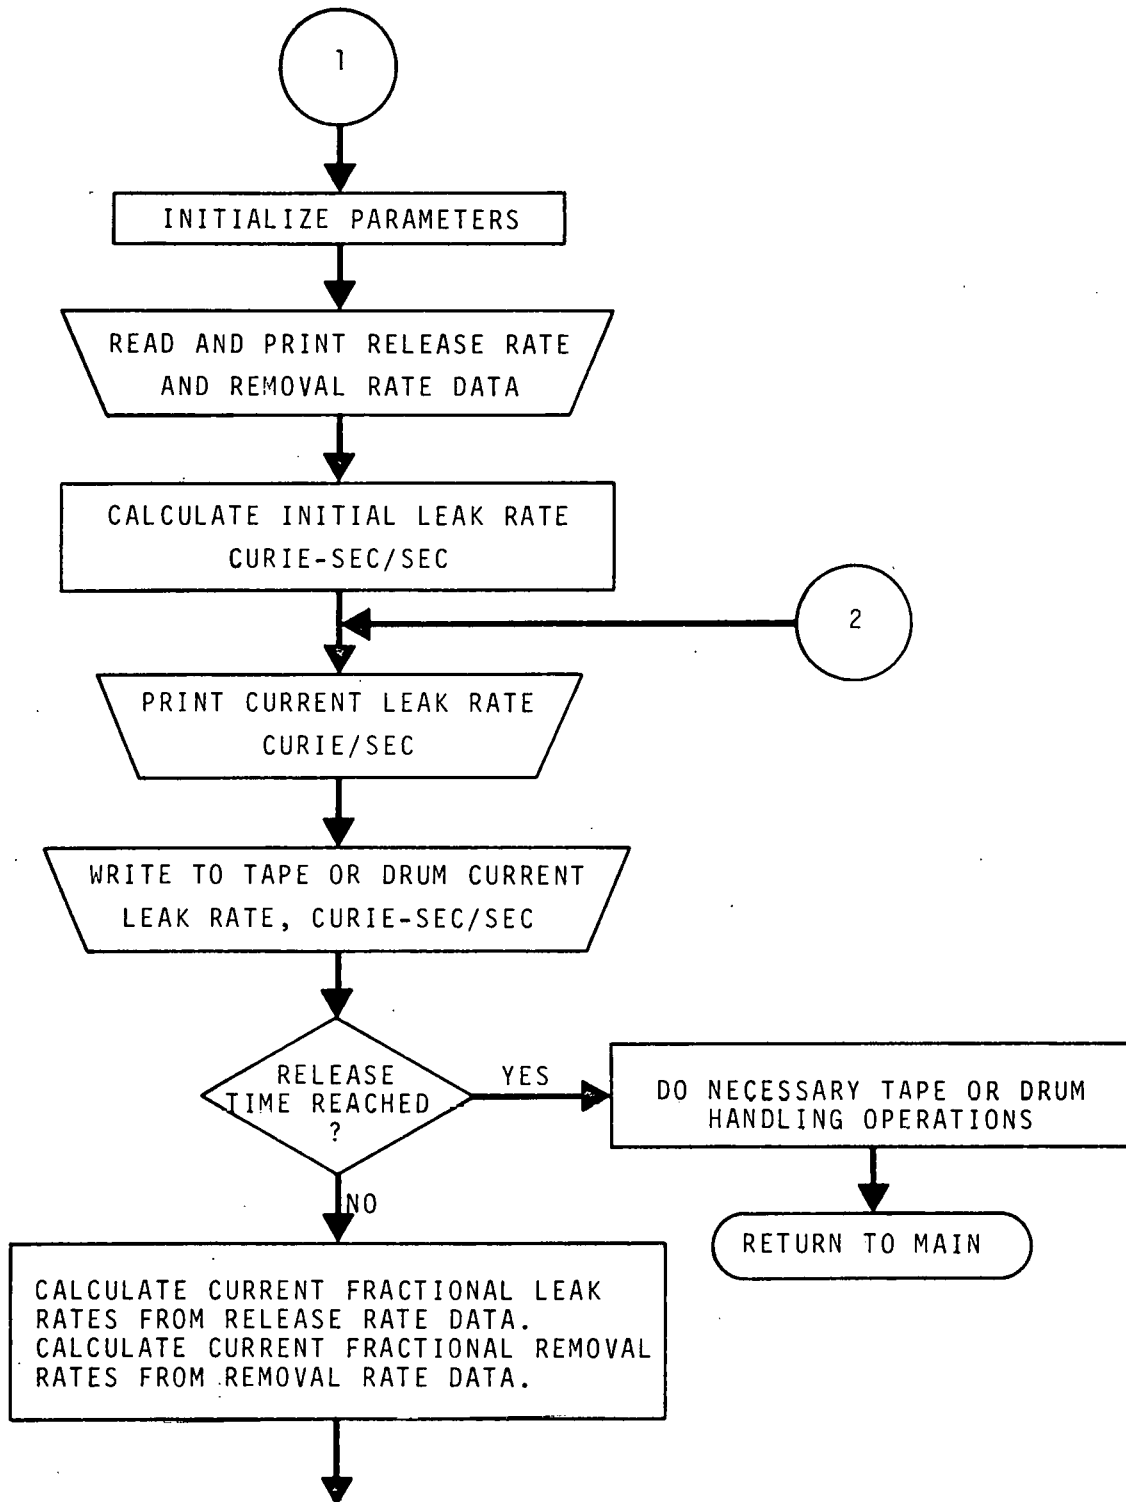 1
INITIALIZE PARAMETERS
READ AND PRINT RELEASE RATE
AND REMOVAL RATE DATA
CALCULATE INITIAL LEAK RATE
CURIE-SEC/SEC
2
PRINT CURRENT LEAK RATE
CURIE/SEC
WRITE TO TAPE OR DRUM CURRENT
LEAK RATE, CURIE-SEC/SEC
RELEASE
TIME REACHED
?
YES
DO NECESSARY TAPE OR DRUM
HANDLING OPERATIONS
NO
RETURN TO MAIN
CALCULATE CURRENT FRACTIONAL LEAK
RATES FROM RELEASE RATE DATA.
CALCULATE CURRENT FRACTIONAL REMOVAL
RATES FROM REMOVAL RATE DATA.